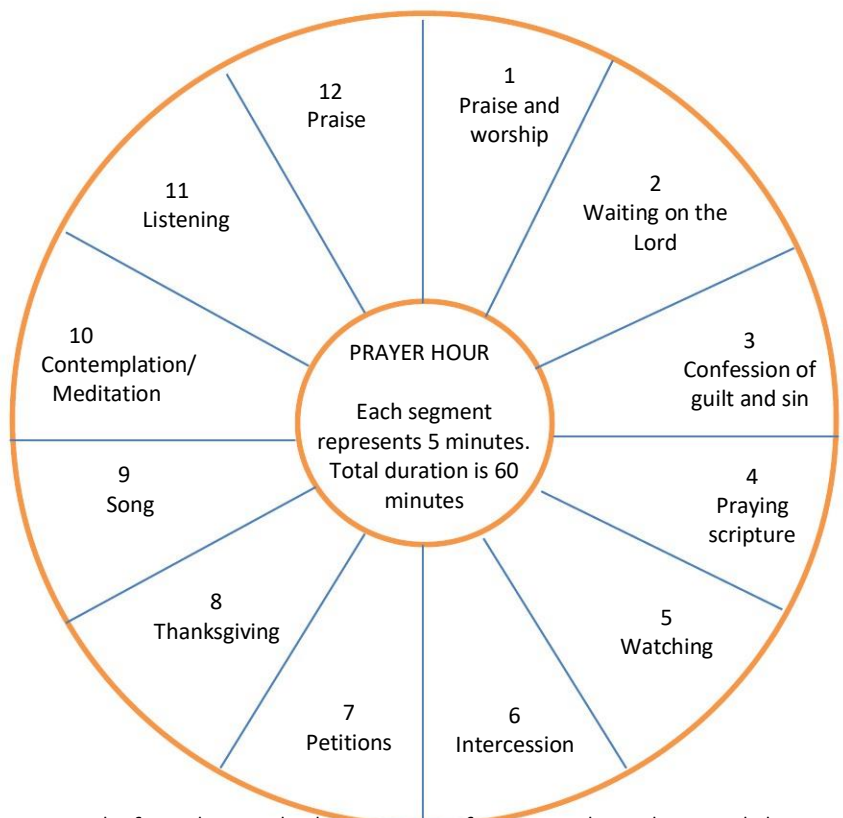 1
Praise and
worship
2
Waiting on the
Lord
3
Confession of
guilt and sin
4
Praying
scripture
5
Watching
6
Intercession
7
Petitions
8
Thanksgiving
9
Song
10
Contemplation/
Meditation
11
Listening
12
Praise
PRAYER HOUR
Each segment
represents 5 minutes.
Total duration is 60
minutes